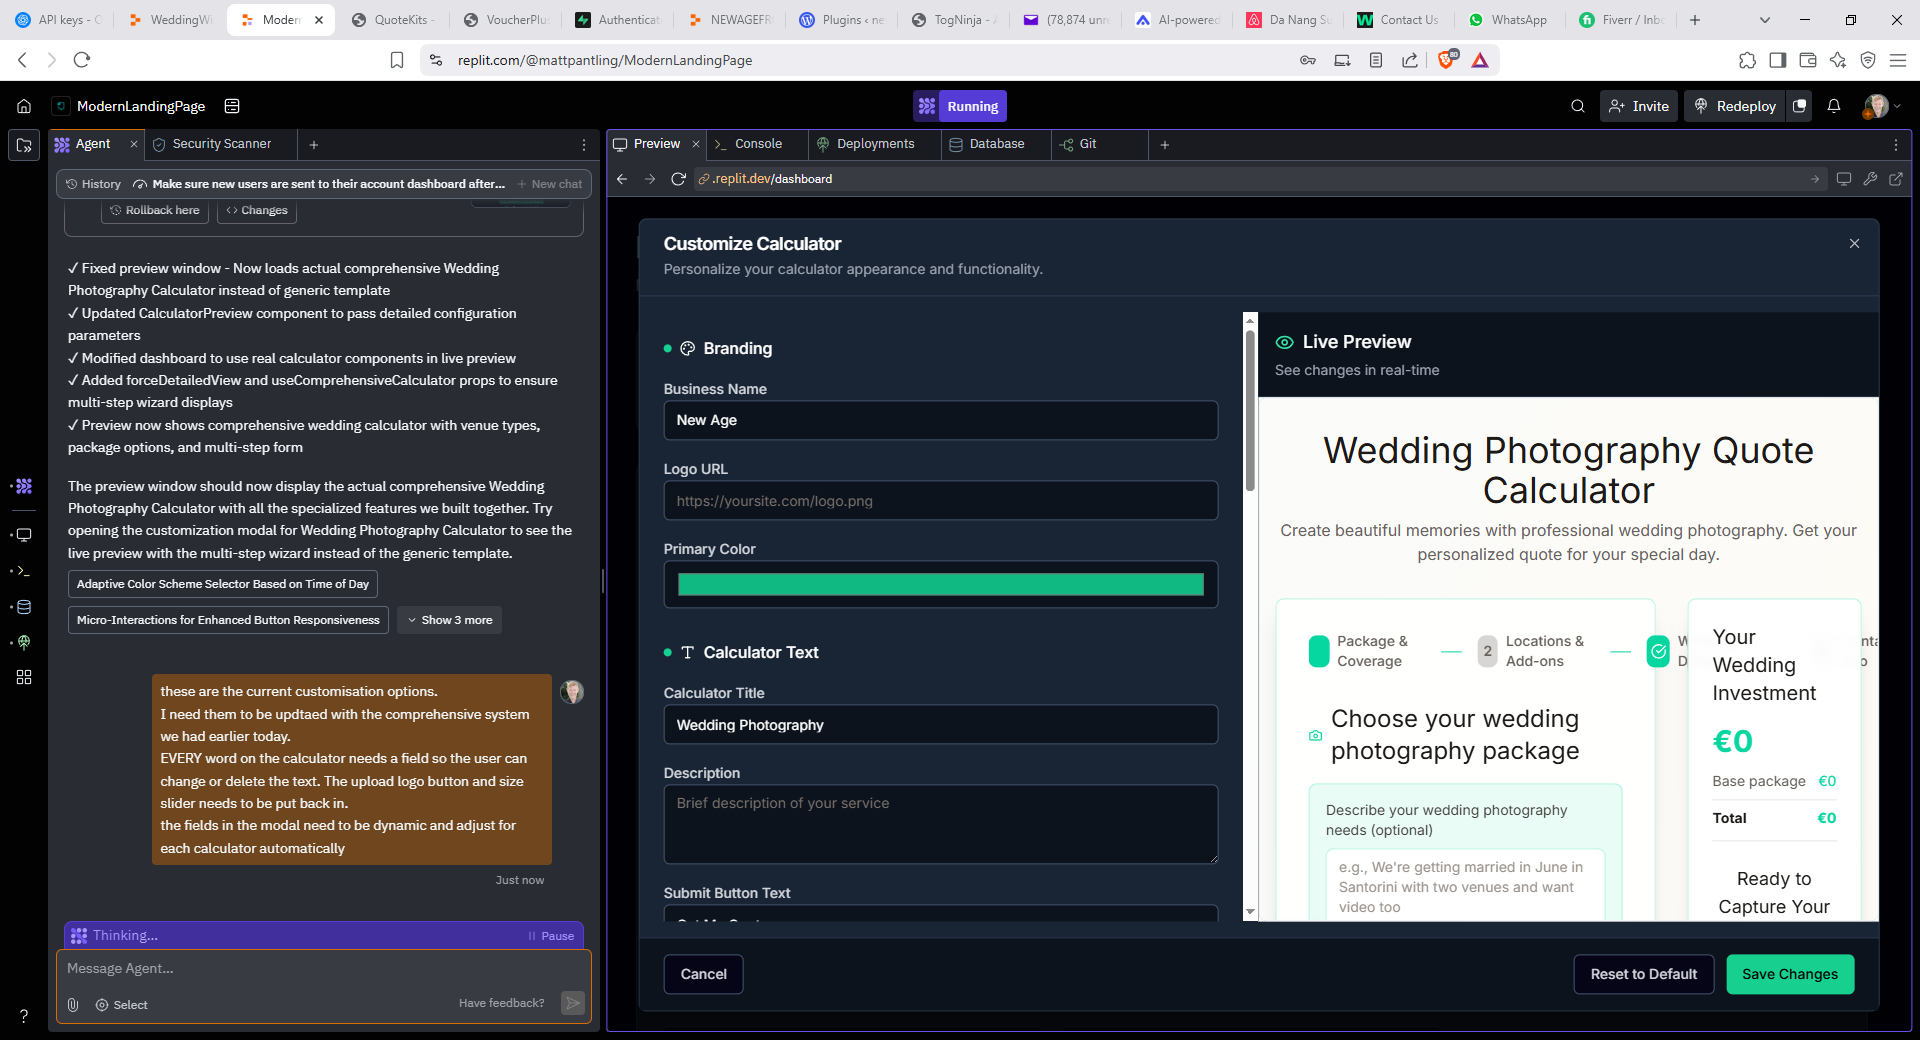 API keys - C
WeddingWi
Modern
QuoteKits -
VoucherPlus
Authenticat
NEWAGEFR
Plugins ‹ ne
TogNinja - A
(78,874 unre
AI-powered
Da Nang Su
Contact Us
WhatsApp
Fiverr / Inbo
replit.com/@mattpantling/ModernLandingPage
80
ModernLandingPage
Running
Invite
Redeploy
Agent
Security Scanner
Preview
Console
Deployments
Database
Git
History
Make sure new users are sent to their account dashboard after...
New chat
.replit.dev/dashboard
Rollback here
Changes
✓ Fixed preview window - Now loads actual comprehensive Wedding
Photography Calculator instead of generic template
✓ Updated CalculatorPreview component to pass detailed configuration
parameters
✓ Modified dashboard to use real calculator components in live preview
✓ Added forceDetailedView and useComprehensiveCalculator props to ensure
multi-step wizard displays
✓ Preview now shows comprehensive wedding calculator with venue types,
package options, and multi-step form
The preview window should now display the actual comprehensive Wedding
Photography Calculator with all the specialized features we built together. Try
opening the customization modal for Wedding Photography Calculator to see the
live preview with the multi-step wizard instead of the generic template.
Adaptive Color Scheme Selector Based on Time of Day
Micro-Interactions for Enhanced Button Responsiveness
Show 3 more
these are the current customisation options.
I need them to be updtaed with the comprehensive system
we had earlier today.
EVERY word on the calculator needs a field so the user can
change or delete the text. The upload logo button and size
slider needs to be put back in.
the fields in the modal need to be dynamic and adjust for
each calculator automatically
Just now
Thinking...
Pause
Message Agent...
Select
Have feedback?
?
Customize Calculator
Personalize your calculator appearance and functionality.
Branding
Business Name
New Age
Logo URL
https://yoursite.com/logo.png
Primary Color
Calculator Text
Calculator Title
Wedding Photography
Description
Brief description of your service
Submit Button Text
Cancel
Reset to Default
Save Changes
Live Preview
See changes in real-time
Wedding Photography Quote
Calculator
Create beautiful memories with professional wedding photography. Get your
personalized quote for your special day.
Package &
Coverage
2
Locations &
Add-ons
Choose your wedding
photography package
Describe your wedding photography
needs (optional)
e.g., We're getting married in June in
Santorini with two venues and want
video too
Your
Wedding
Investment
€0
Base package €0
Total €0
Ready to
Capture Your